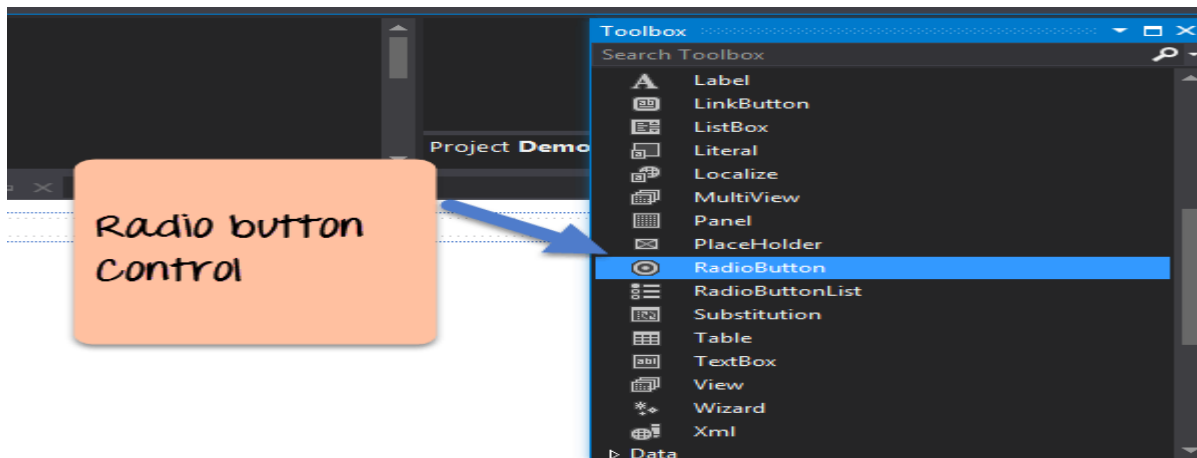 Toolbox
Search Toolbox
Label
LinkButton
ListBox
Literal
Localize
MultiView
Panel
PlaceHolder
RadioButton
RadioButtonList
Substitution
Table
TextBox
View
Wizard
Xml
Data
Project Demo
Radio button
Control